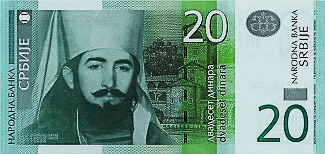 НАРОДНА БАНКА
СРБИЈЕ
20
двадесет динара
dvadeset dinara
NARODNA BANKA
SRBIJE
20